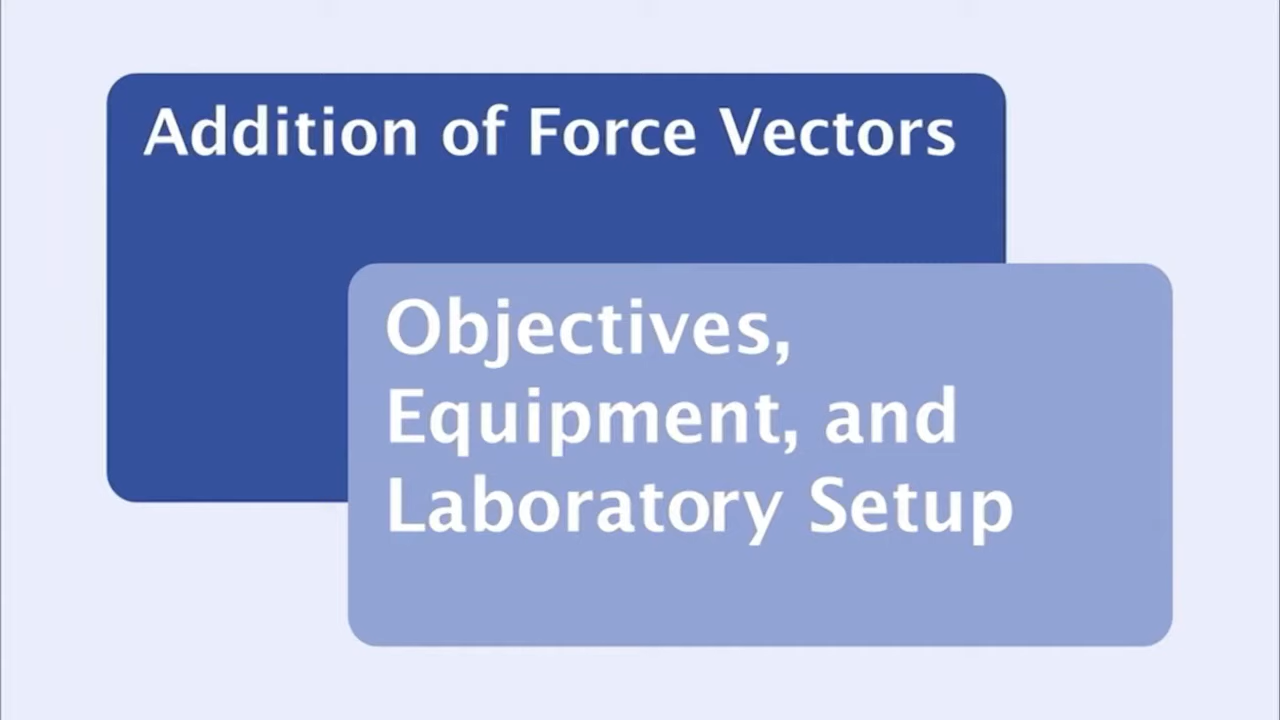 Addition of Force Vectors
Objectives,
Equipment, and
Laboratory Setup